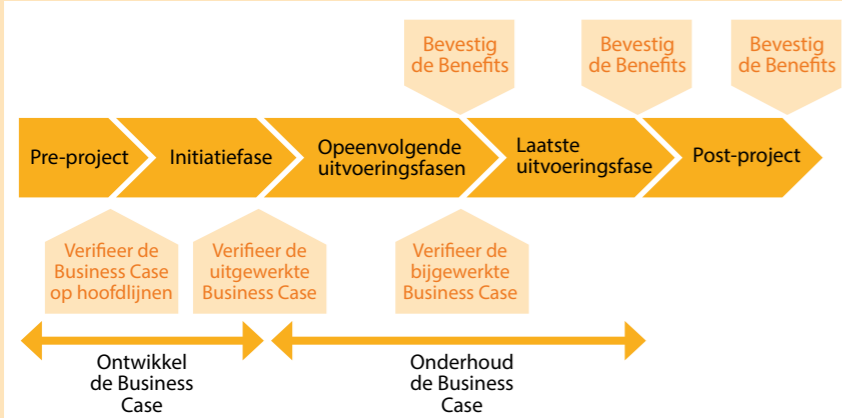 Bevestig
de Benefits
Bevestig
de Benefits
Bevestig
de Benefits
Pre-project
Initiatiefase
Opeenvolgende
uitvoeringsfasen
Laatste
uitvoeringsfase
Post-project
Verifieer de
Business Case
op hoofdlijnen
Verifieer de
uitgewerkte
Business Case
Verifieer de
bijgewerkte
Business Case
Ontwikkel
de Business
Case
Onderhoud
de Business
Case